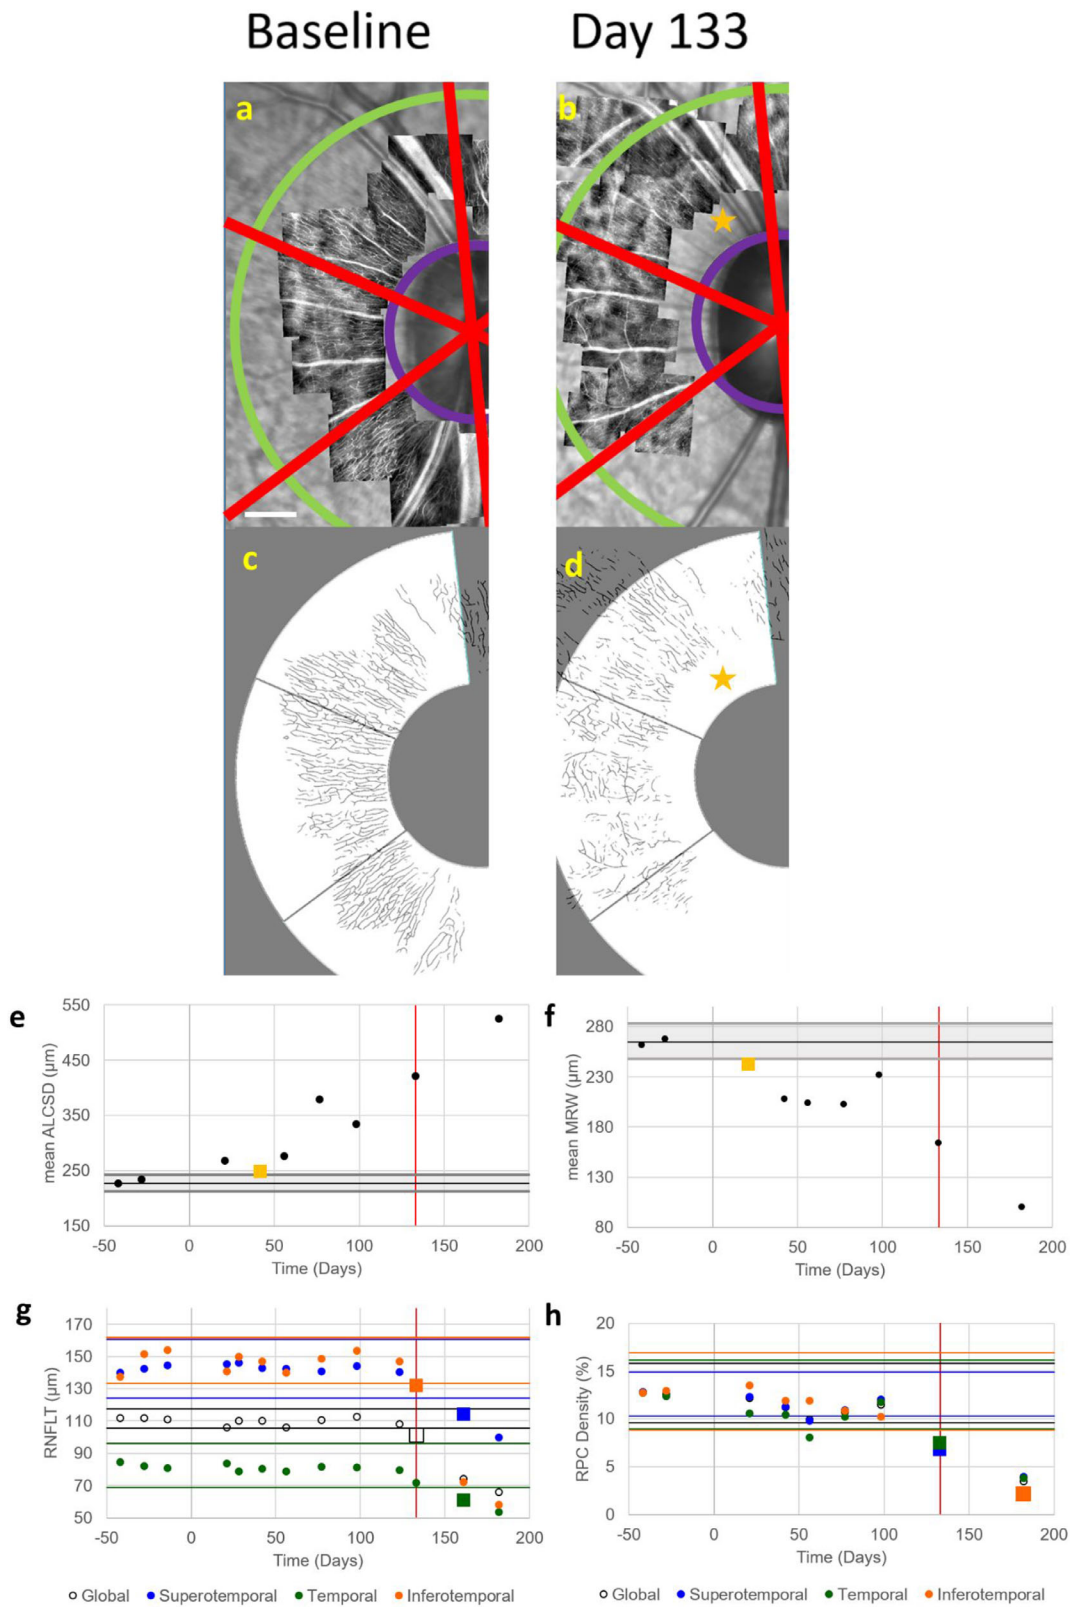 Baseline Day 133
a b
c d
e f
550
450
350
250
150
mean ALCSD (µm)
-50 0 50 100 150 200
Time (Days)
280
230
180
130
80
mean MRW (µm)
-50 0 50 100 150 200
Time (Days)
g h
170
150
130
110
90
70
50
RNFLT (µm)
-50 0 50 100 150 200
Time (Days)
20
15
10
5
0
RPC Density (%)
-50 0 50 100 150 200
Time (Days)
Global Superotemporal Temporal Inferotemporal
Global Superotemporal Temporal Inferotemporal